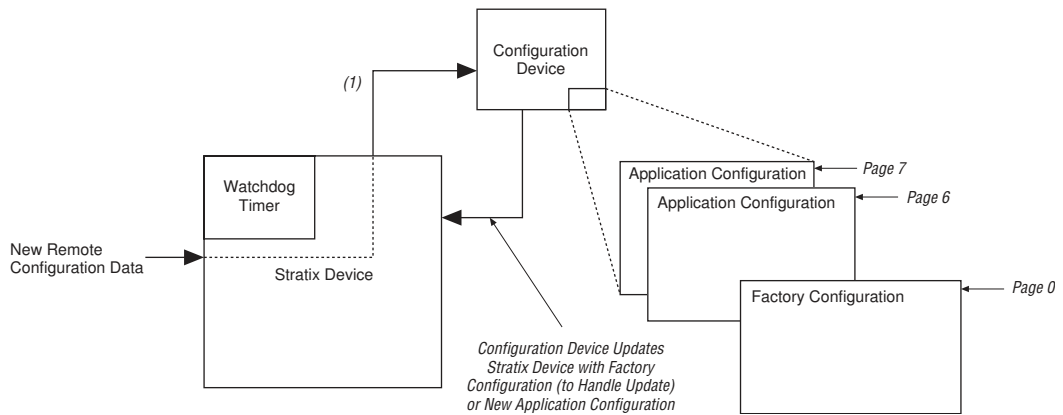 Configuration
Device
(1)
Application Configuration
Page 7
Application Configuration
Page 6
Watchdog
Timer
New Remote
Configuration Data
Stratix Device
Factory Configuration
Page 0
Configuration Device Updates
Stratix Device with Factory
Configuration (to Handle Update)
or New Application Configuration